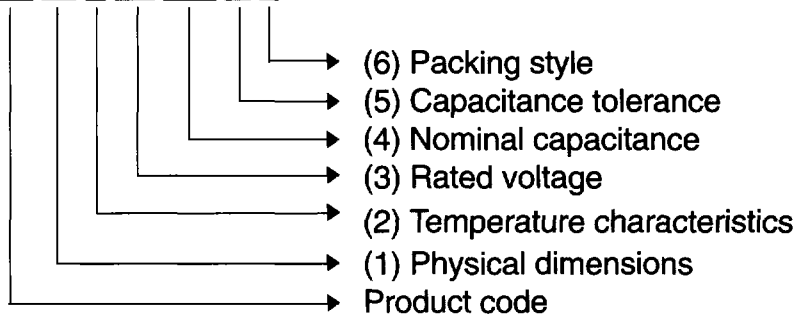 (6) Packing style
(5) Capacitance tolerance
(4) Nominal capacitance
(3) Rated voltage
(2) Temperature characteristics
(1) Physical dimensions
Product code